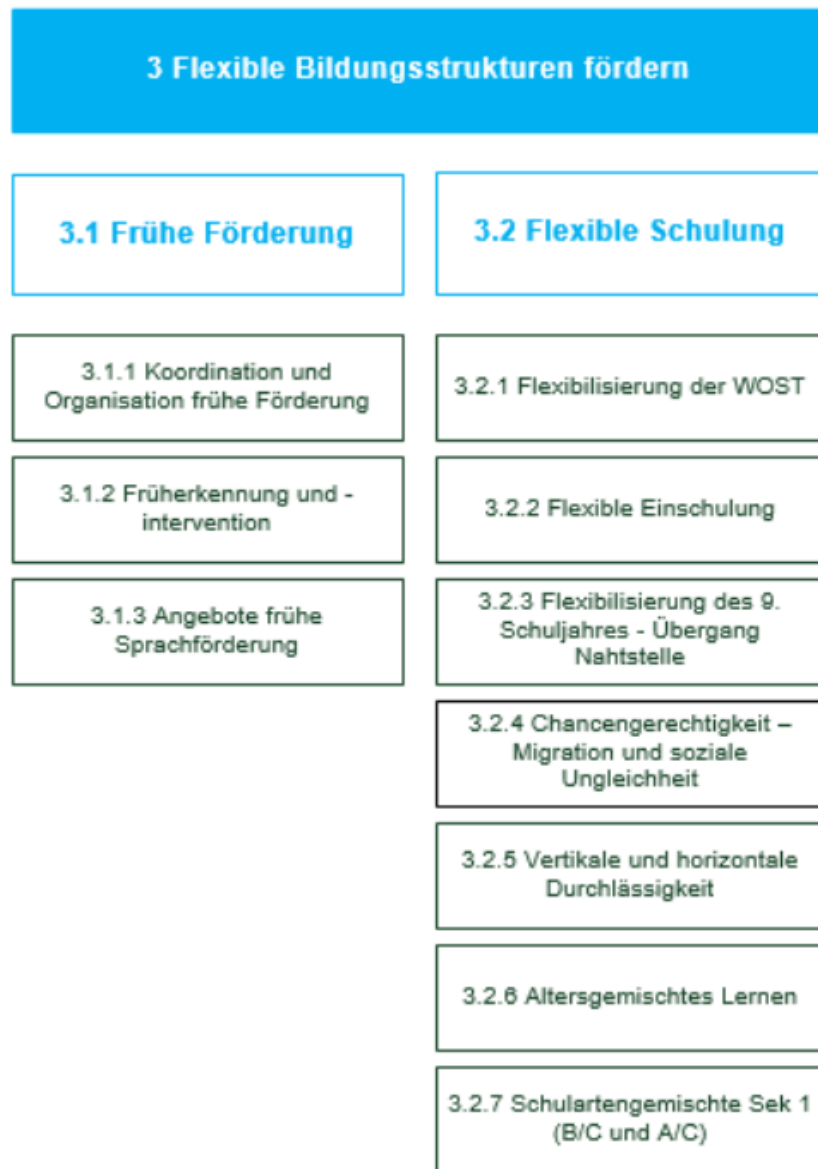 3 Flexible Bildungsstrukturen fördern
3.1 Frühe Förderung
3.1.1 Koordination und
Organisation frühe Förderung
3.1.2 Früherkennung und -
intervention
3.1.3 Angebote frühe
Sprachförderung
3.2 Flexible Schulung
3.2.1 Flexibilisierung der WOST
3.2.2 Flexible Einschulung
3.2.3 Flexibilisierung des 9.
Schuljahres - Übergang
Nahtstelle
3.2.4 Chancengerechtigkeit –
Migration und soziale
Ungleichheit
3.2.5 Vertikale und horizontale
Durchlässigkeit
3.2.6 Altersgemischtes Lernen
3.2.7 Schulartengemischte Sek 1
(B/C und A/C)